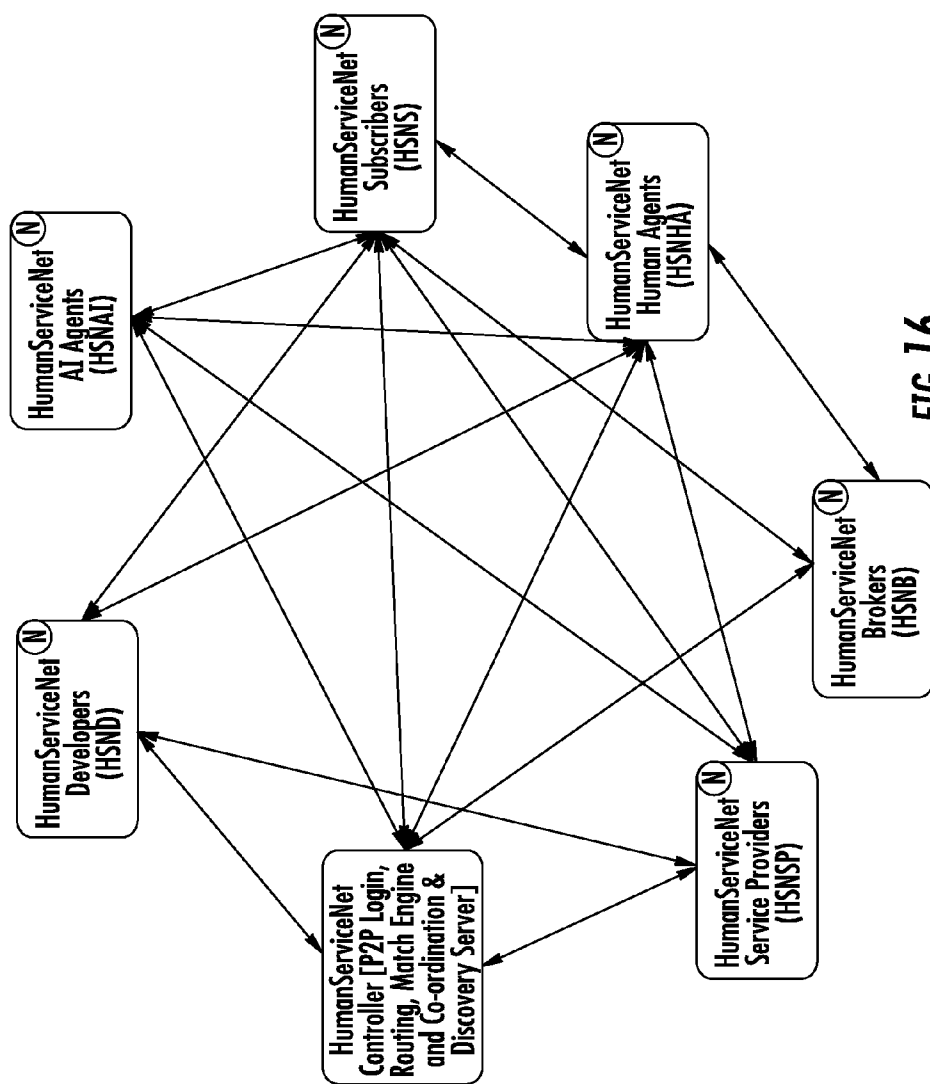 HumanServiceNet
Controller [P2P Login,
Routing, Match Engine
and Co-ordination &
Discovery Server]
N
HumanServiceNet
Developers
(HSND)
N
HumanServiceNet
AI Agents
(HSNAI)
N
HumanServiceNet
Subscribers
(HSNS)
N
HumanServiceNet
Human Agents
(HSNHA)
N
HumanServiceNet
Brokers
(HSNB)
N
HumanServiceNet
Service Providers
(HSNSP)
FIG. 16